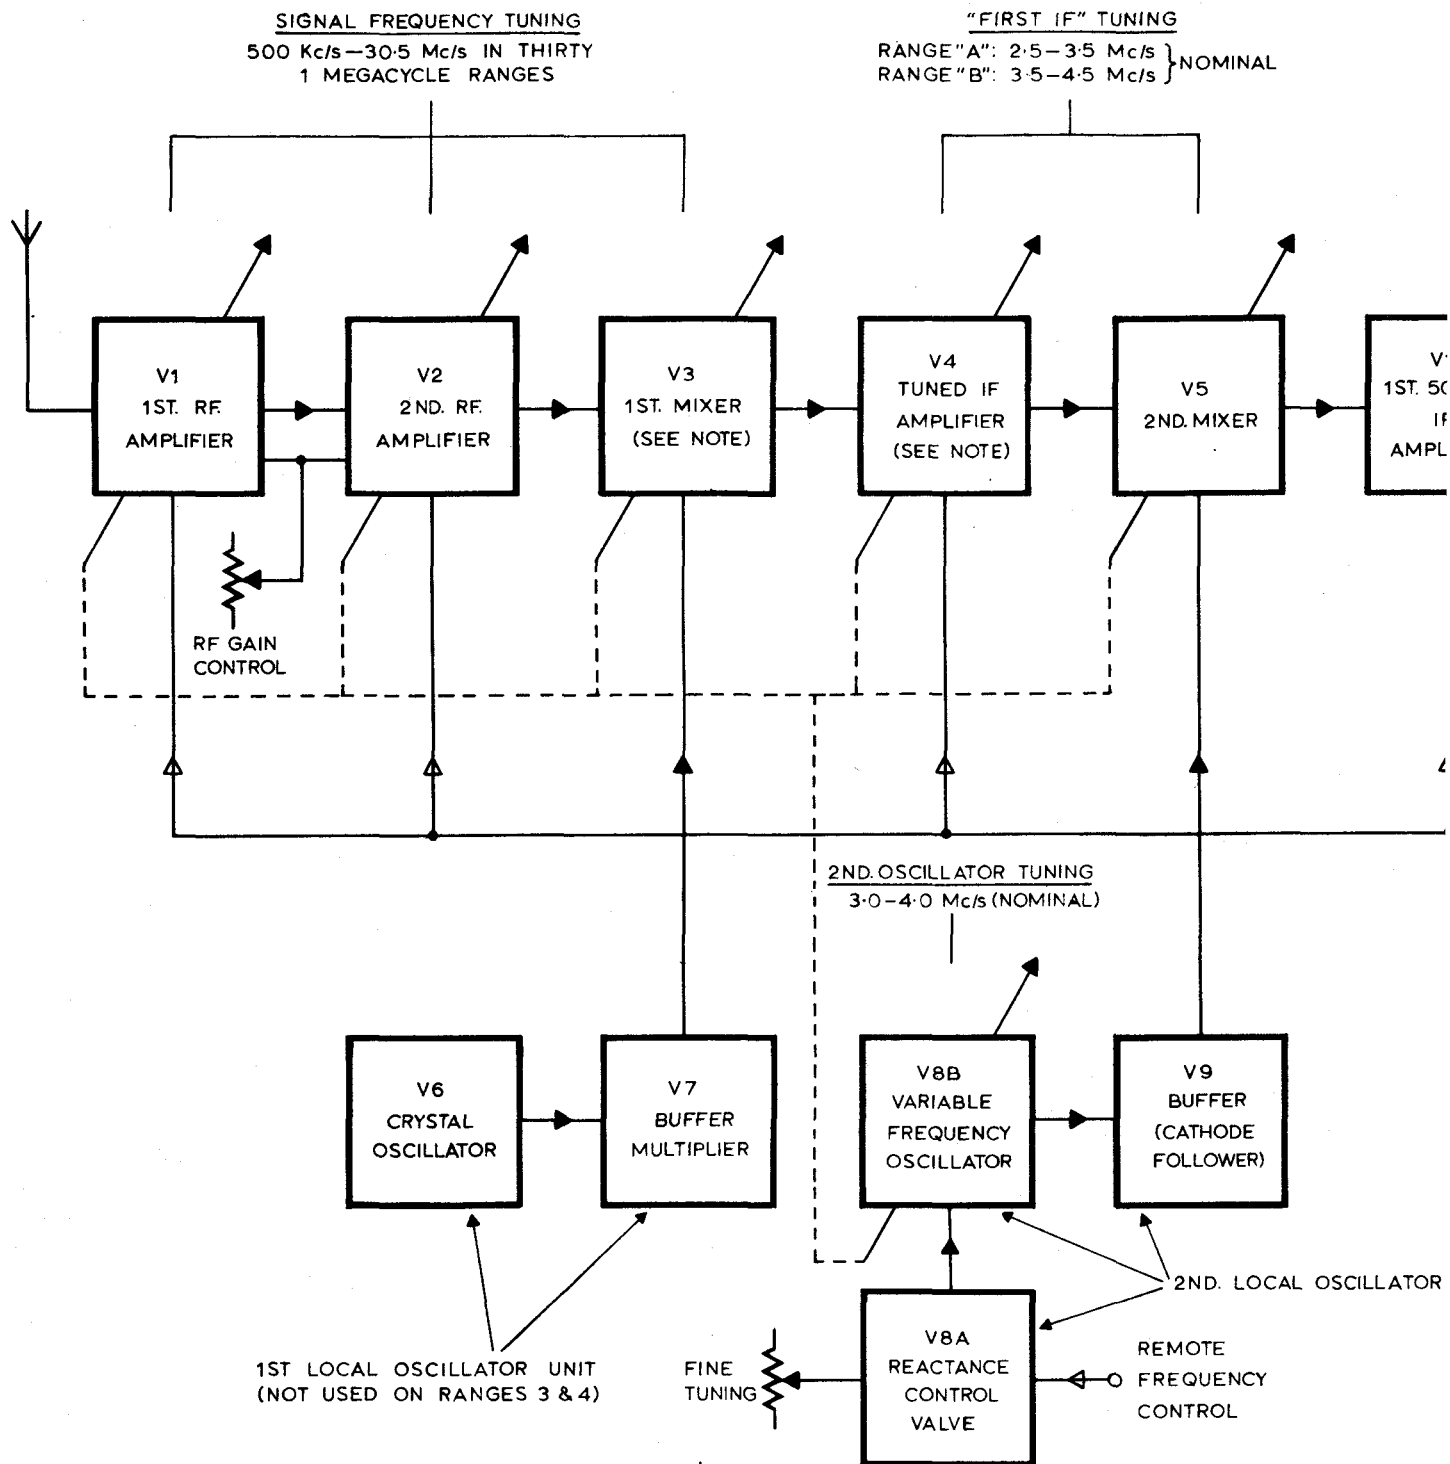 SIGNAL FREQUENCY TUNING
500 Kc/s—30·5 Mc/s IN THIRTY
1 MEGACYCLE RANGES
"FIRST IF" TUNING
RANGE "A": 2·5–3·5 Mc/s
RANGE "B": 3·5–4·5 Mc/s
NOMINAL
V1
1ST. RF.
AMPLIFIER
V2
2ND. RF.
AMPLIFIER
V3
1ST. MIXER
(SEE NOTE)
V4
TUNED IF
AMPLIFIER
(SEE NOTE)
V5
2ND. MIXER
1ST.
RF GAIN
CONTROL
2ND. OSCILLATOR TUNING
3·0–4·0 Mc/s (NOMINAL)
V6
CRYSTAL
OSCILLATOR
V7
BUFFER
MULTIPLIER
V8B
VARIABLE
FREQUENCY
OSCILLATOR
V9
BUFFER
(CATHODE
FOLLOWER)
2ND. LOCAL OSCILLATOR
1ST LOCAL OSCILLATOR UNIT
(NOT USED ON RANGES 3 & 4)
FINE
TUNING
V8A
REACTANCE
CONTROL
VALVE
REMOTE
FREQUENCY
CONTROL